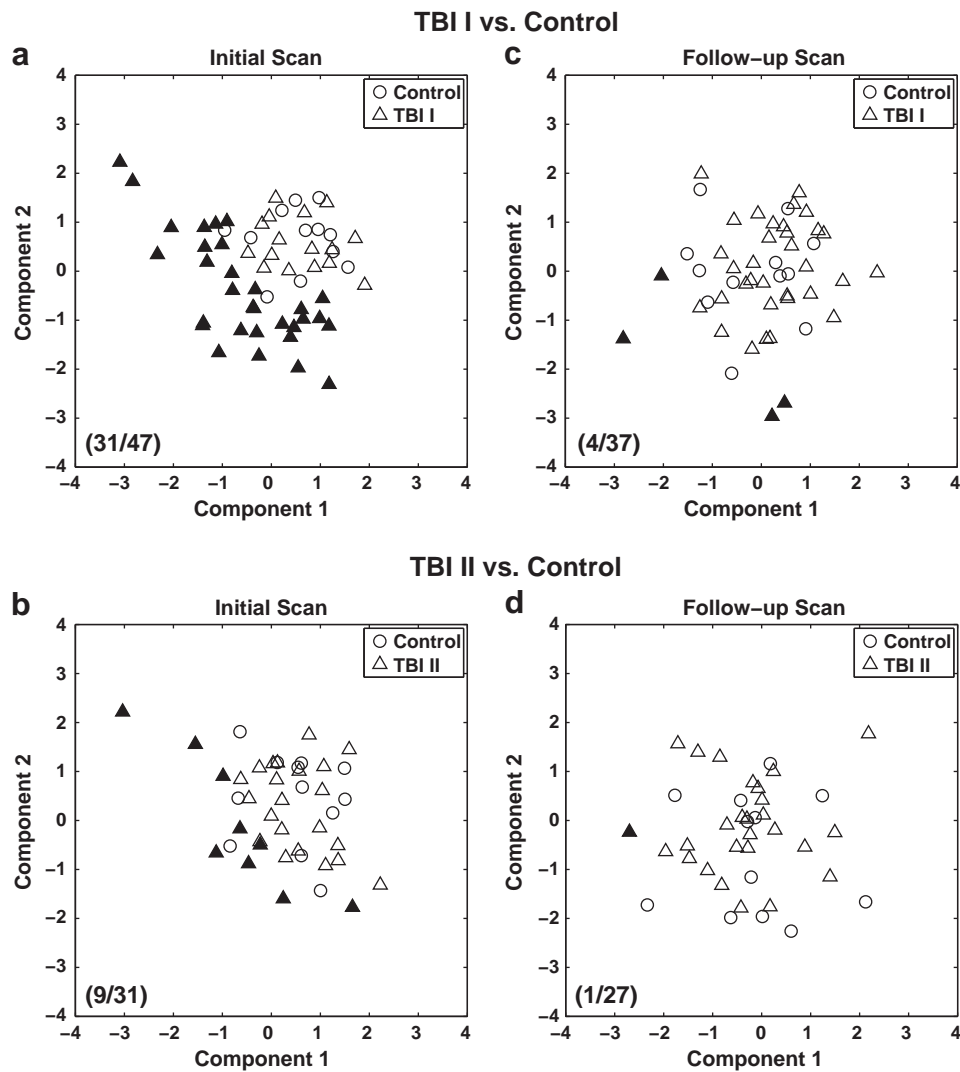 TBI I vs. Control
a
Initial Scan
4
3
2
1
0
−1
−2
−3
−4
Component 2
Control
TBI I
(31/47)
−4 −3 −2 −1 0 1 2 3 4
Component 1
c
Follow−up Scan
4
3
2
1
0
−1
−2
−3
−4
Component 2
Control
TBI I
(4/37)
−4 −3 −2 −1 0 1 2 3 4
Component 1
TBI II vs. Control
b
Initial Scan
4
3
2
1
0
−1
−2
−3
−4
Component 2
Control
TBI II
(9/31)
−4 −3 −2 −1 0 1 2 3 4
Component 1
d
Follow−up Scan
4
3
2
1
0
−1
−2
−3
−4
Component 2
Control
TBI II
(1/27)
−4 −3 −2 −1 0 1 2 3 4
Component 1